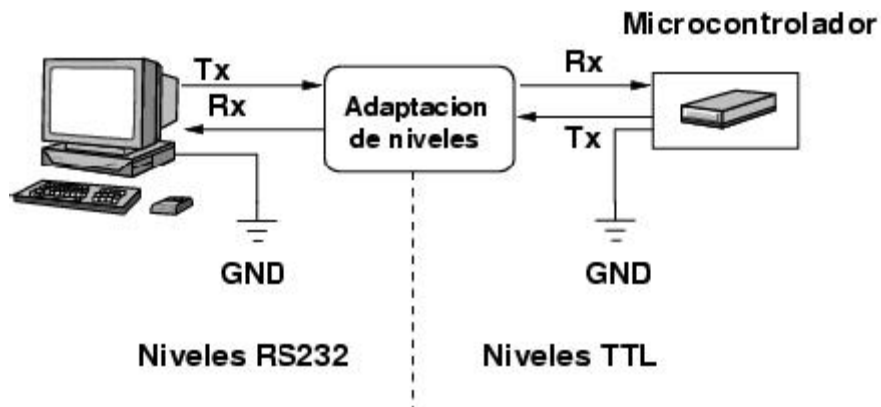 Microcontrolador
Tx
Rx
Adaptacion
de niveles
Rx
Tx
GND
GND
Niveles RS232
Niveles TTL